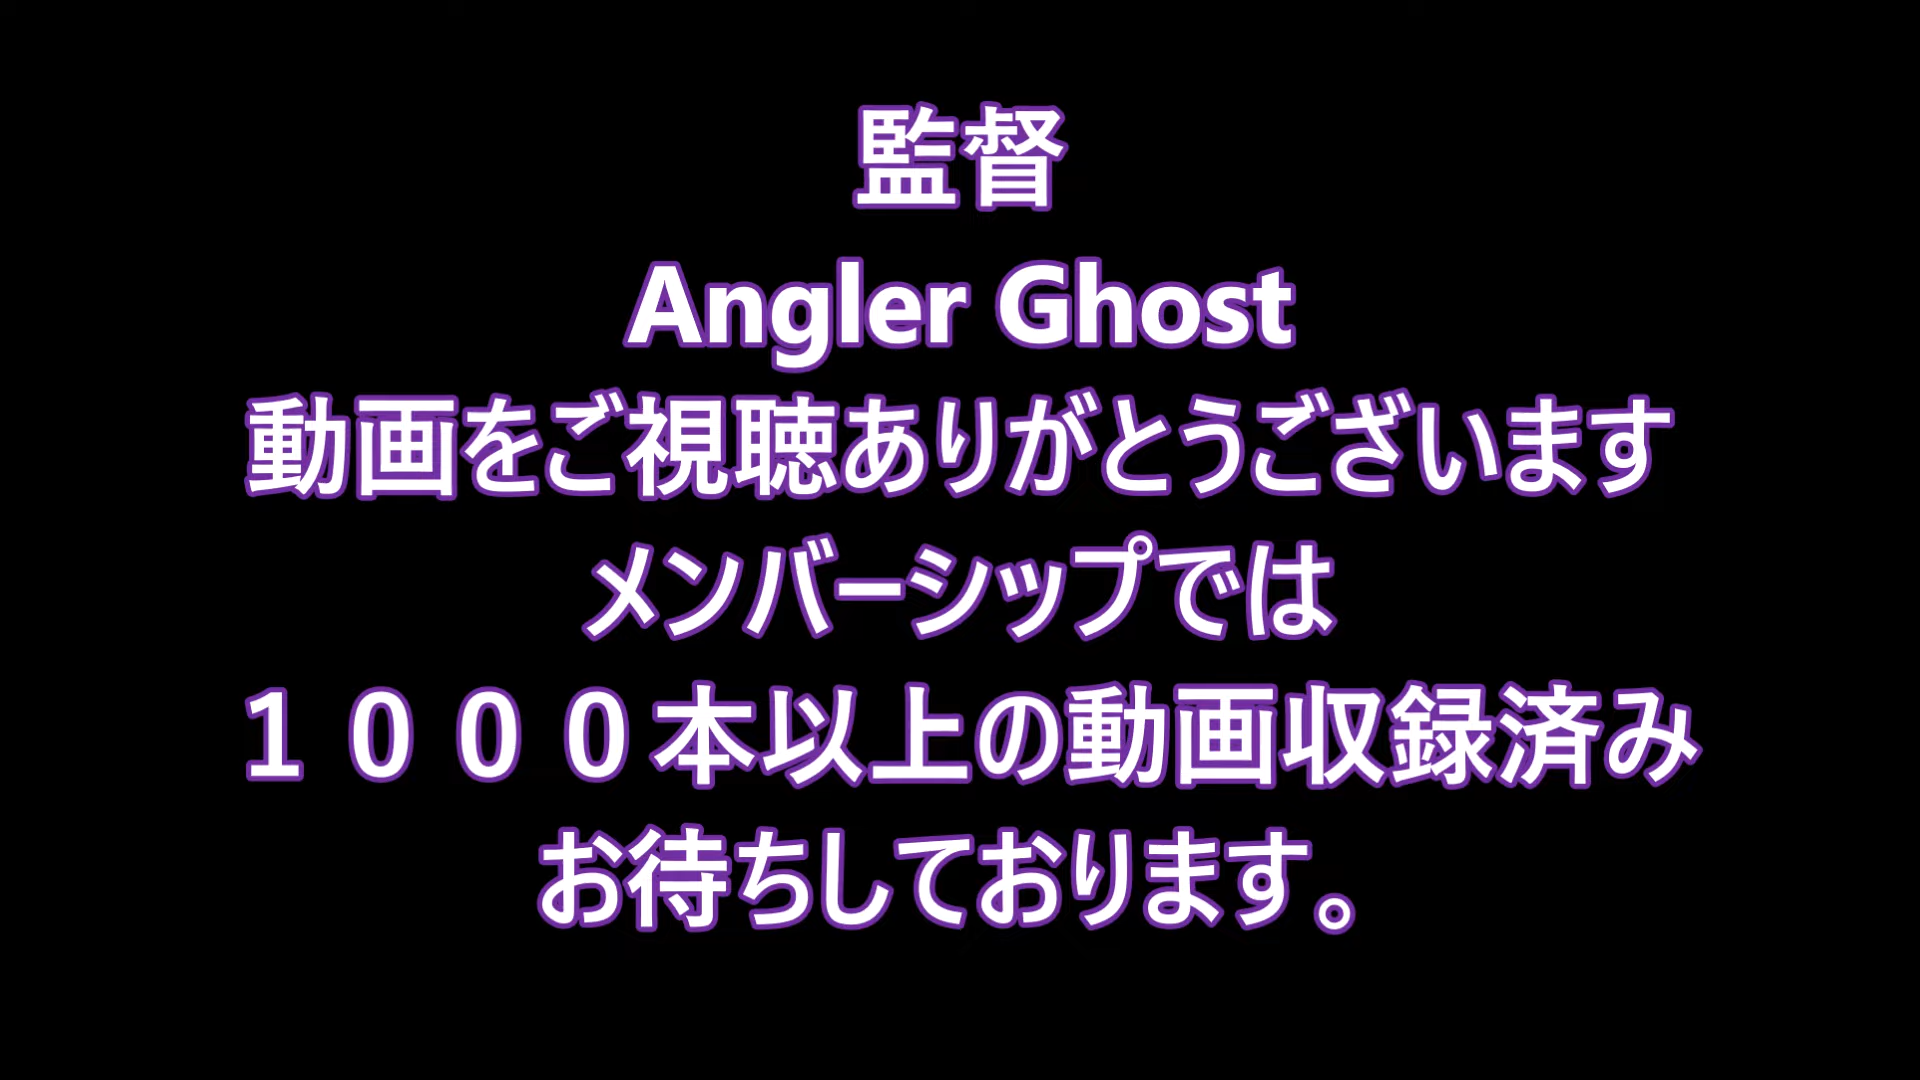 監督
Angler Ghost
動画をご視聴ありがとうございます
メンバーシップでは
１０００本以上の動画収録済み
お待ちしております。